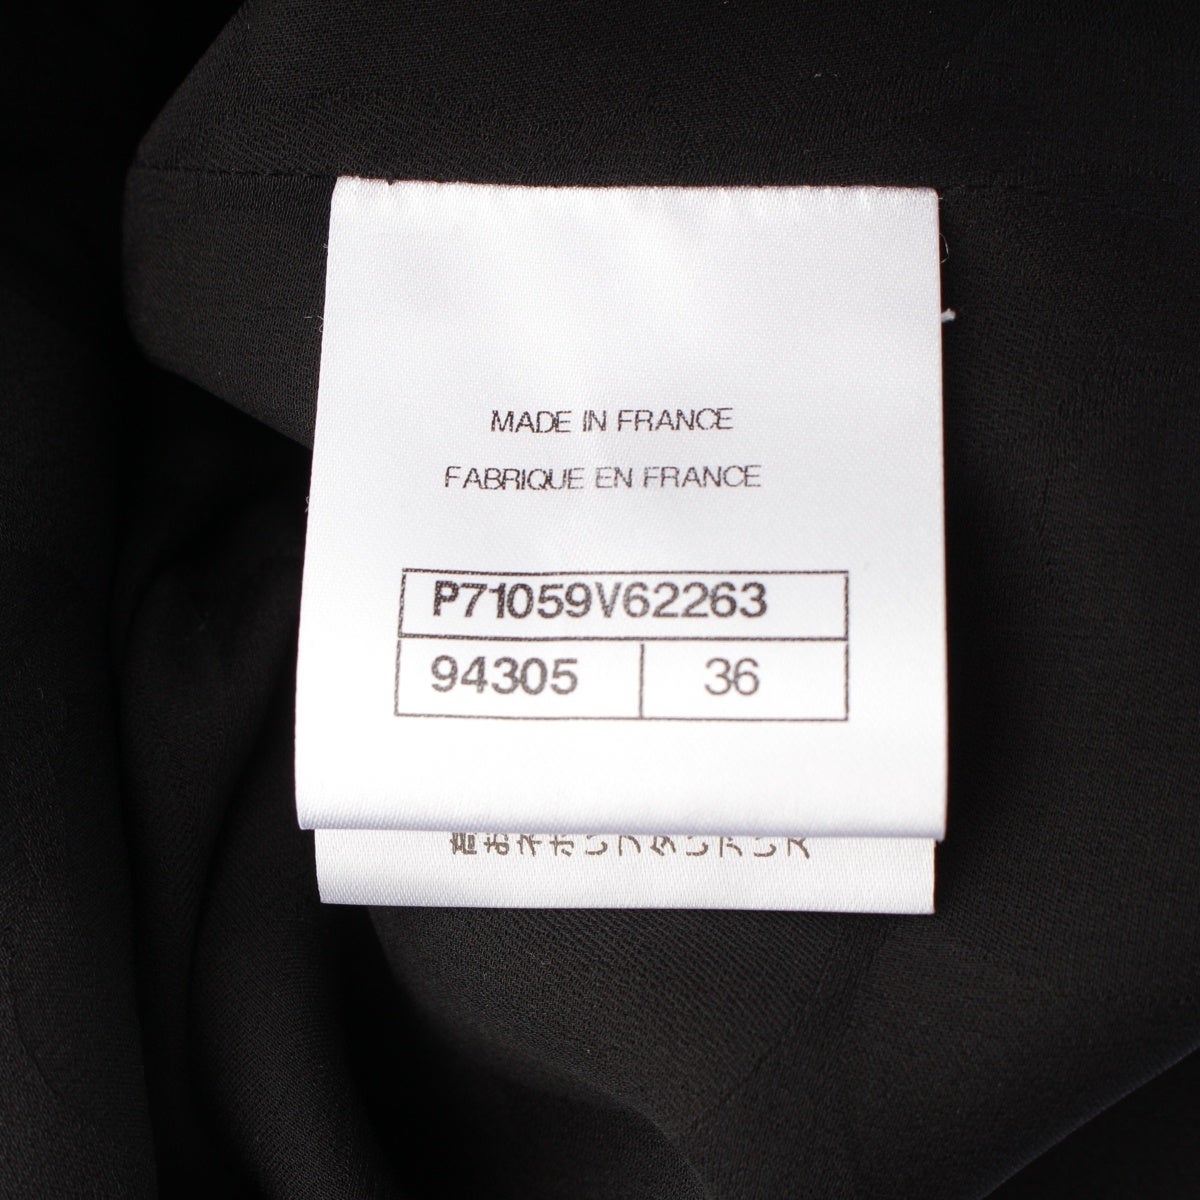 MADE IN FRANCE
FABRIQUE EN FRANCE
P71059V62263
94305 36